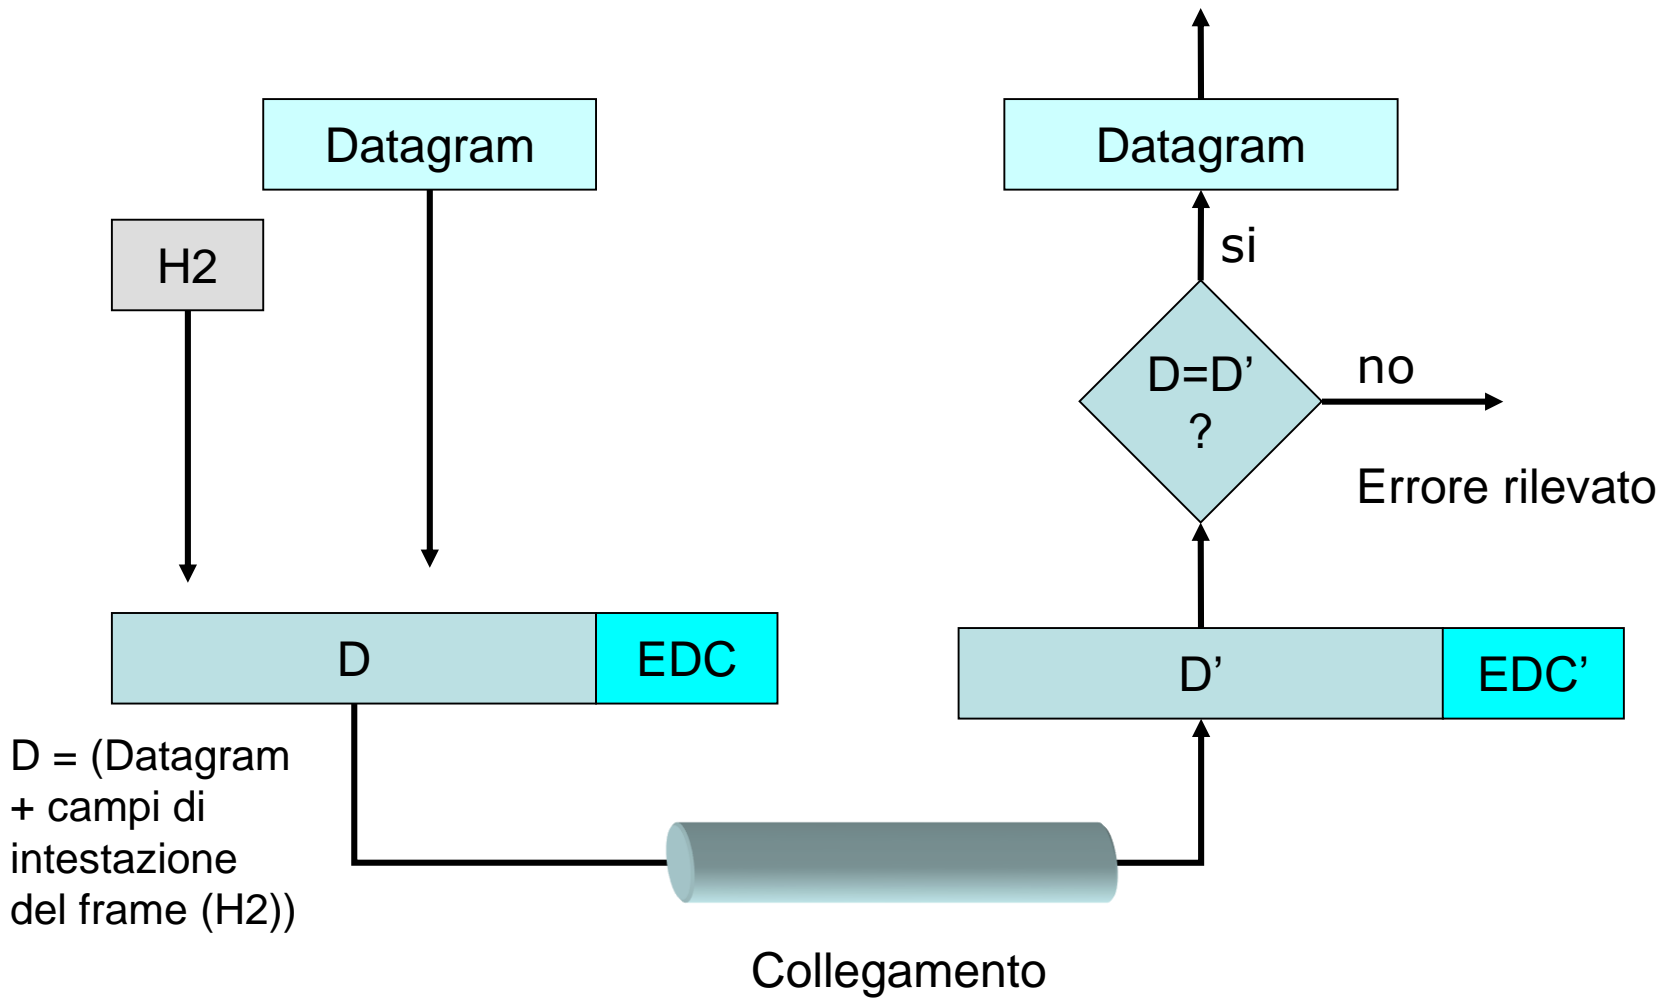 Datagram
H2
D
EDC
D = (Datagram
+ campi di
intestazione
del frame (H2))
Collegamento
Datagram
si
D=D’
?
no
Errore rilevato
D’
EDC’